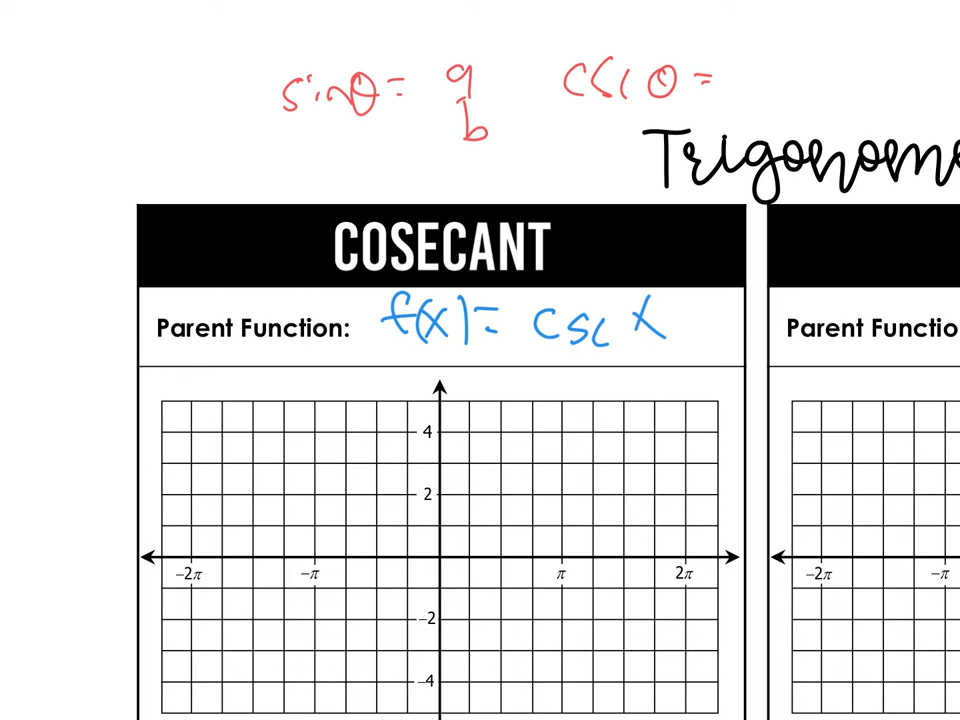 sinθ = a/b cscθ =
Trigonome
COSECANT
Parent Function: f(x) = csc x
Parent Functio
4
2
-2π -π π 2π -2π -π
-2
-4